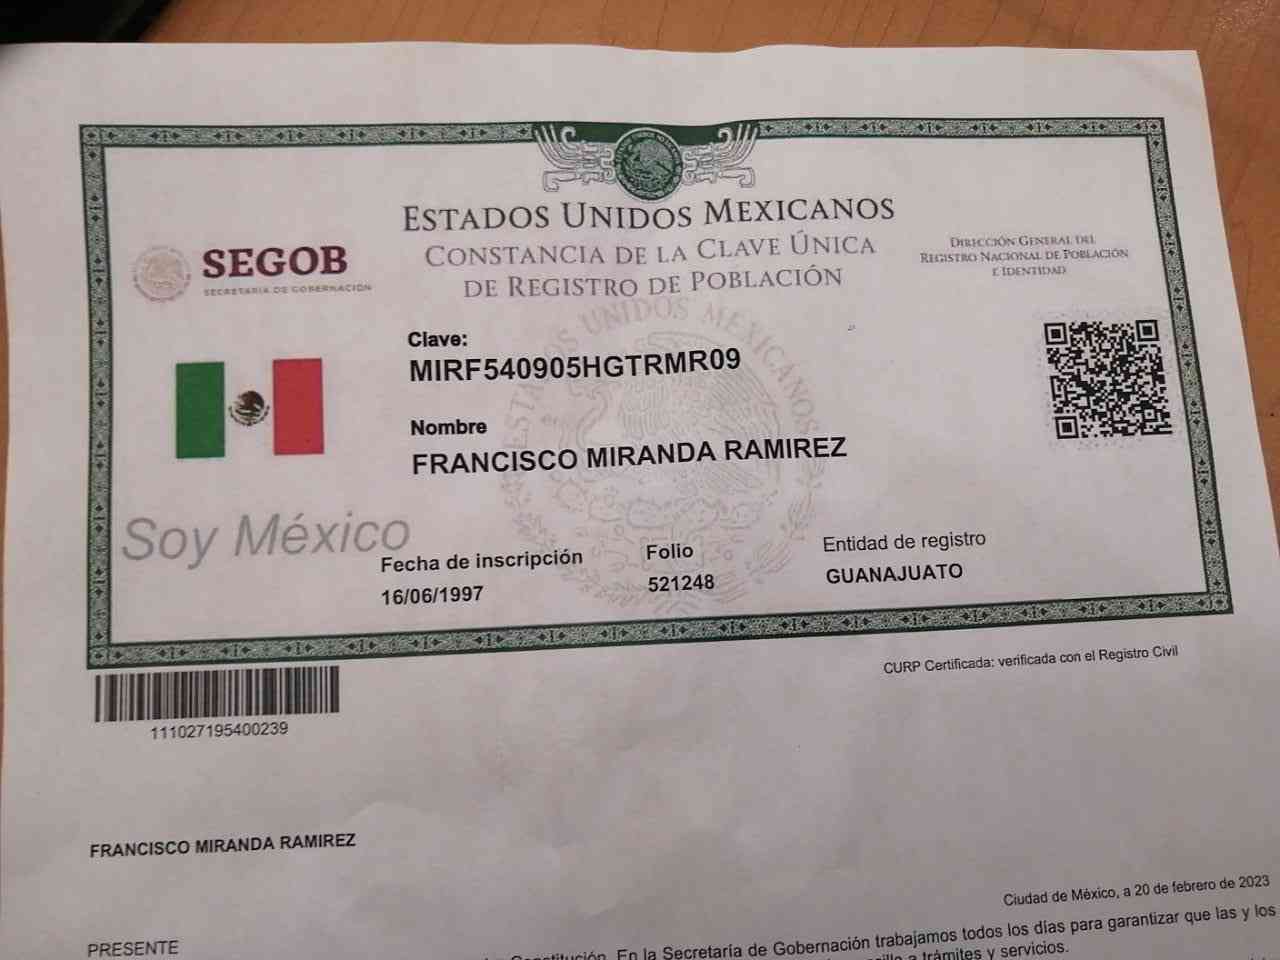 ESTADOS UNIDOS MEXICANOS
CONSTANCIA DE LA CLAVE ÚNICA
DE REGISTRO DE POBLACIÓN
SEGOB
SECRETARÍA DE GOBERNACIÓN
DIRECCIÓN GENERAL DEL
REGISTRO NACIONAL DE POBLACIÓN
E IDENTIDAD
Clave:
MIRF540905HGTRMR09
Nombre
FRANCISCO MIRANDA RAMIREZ
Soy México
Fecha de inscripción
16/06/1997
Folio
521248
Entidad de registro
GUANAJUATO
ESTADOS UNIDOS MEXICANOS
CURP Certificada: verificada con el Registro Civil
111027195400239
FRANCISCO MIRANDA RAMIREZ
Ciudad de México, a 20 de febrero de 2023
PRESENTE
Constitución. En la Secretaría de Gobernación trabajamos todos los días para garantizar que las y los
a trámites y servicios.